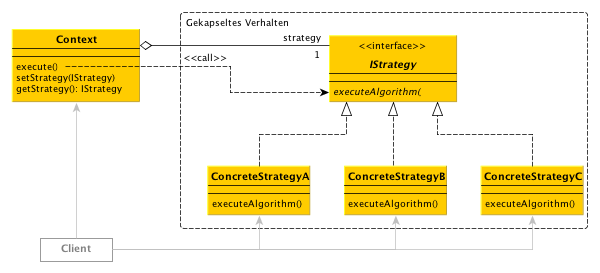 Gekapseltes Verhalten
Context
execute()
setStrategy(IStrategy)
getStrategy(): IStrategy
strategy
1
<<call>>
<<interface>>
IStrategy
executeAlgorithm(
ConcreteStrategyA
executeAlgorithm()
ConcreteStrategyB
executeAlgorithm()
ConcreteStrategyC
executeAlgorithm()
Client